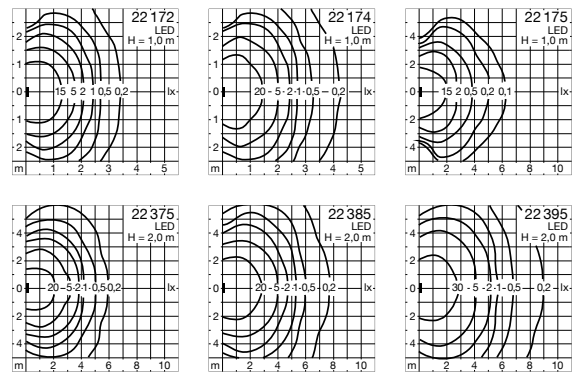 22 172
LED
H = 1,0 m
2
1
0 15 5 2 1 0,5 0,2 lx
1
2
m 1 2 3 4 5
22 174
LED
H = 1,0 m
2
1
0 20 5 2 1 0,5 0,2 lx
1
2
m 1 2 3 4 5
22 175
LED
H = 1,0 m
4
2
0 15 2 0,5 0,2 0,1 lx
2
4
m 2 4 6 8 10
22 375
LED
H = 2,0 m
4
2
0 20 5 2 1 0,5 0,2 lx
2
4
m 2 4 6 8 10
22 385
LED
H = 2,0 m
4
2
0 20 5 2 1 0,5 0,2 lx
2
4
m 2 4 6 8 10
22 395
LED
H = 2,0 m
4
2
0 30 5 2 1 0,5 0,2 lx
2
4
m 2 4 6 8 10